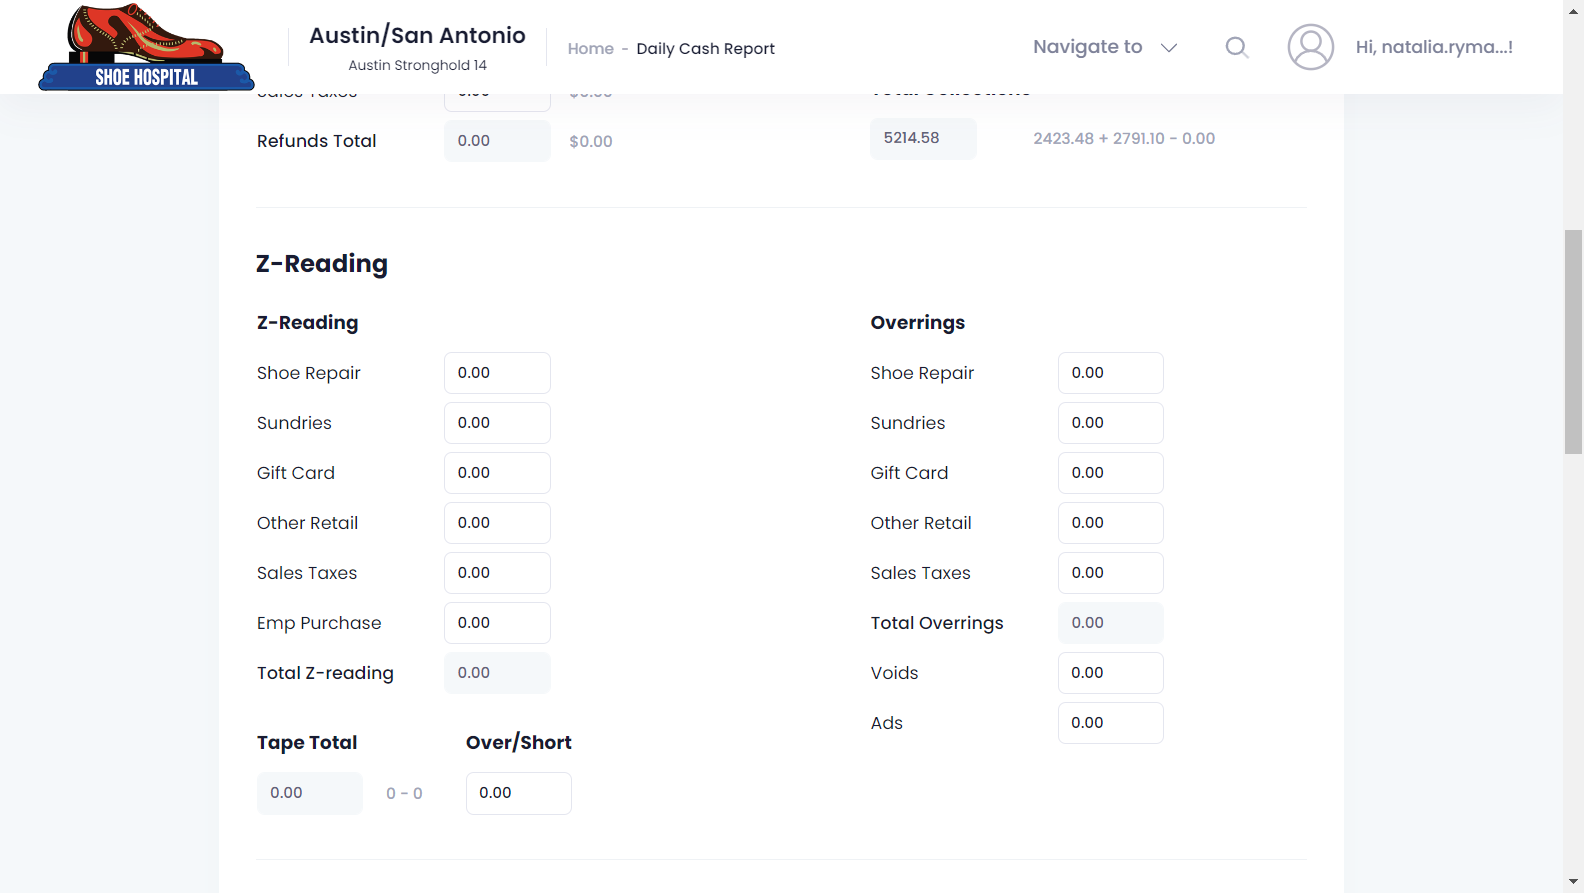 SHOE HOSPITAL
Austin/San Antonio
Austin Stronghold 14
Home - Daily Cash Report
Navigate to
Hi, natalia.ryma...!
Refunds Total 0.00 $0.00
5214.58 2423.48 + 2791.10 - 0.00
Z-Reading
Z-Reading
Shoe Repair 0.00
Sundries 0.00
Gift Card 0.00
Other Retail 0.00
Sales Taxes 0.00
Emp Purchase 0.00
Total Z-reading 0.00
Tape Total Over/Short
0.00 0 - 0 0.00
Overrings
Shoe Repair 0.00
Sundries 0.00
Gift Card 0.00
Other Retail 0.00
Sales Taxes 0.00
Total Overrings 0.00
Voids 0.00
Ads 0.00